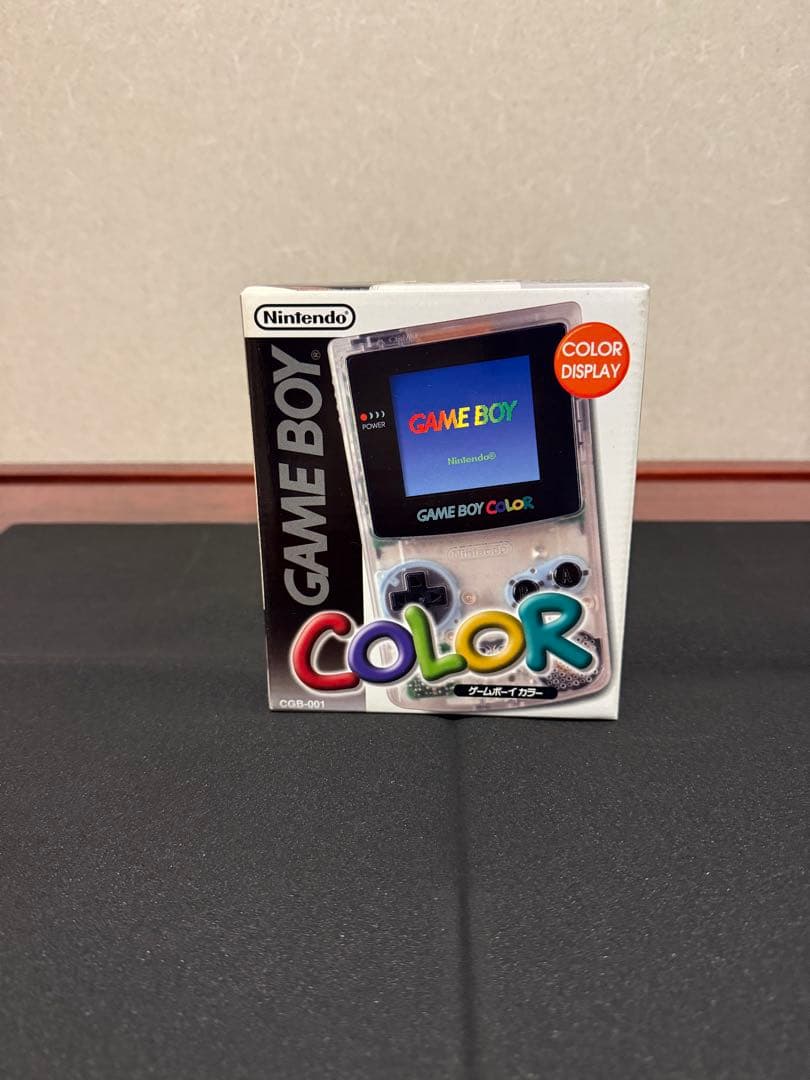 Nintendo®
GAME BOY®
COLOR
DISPLAY
POWER
GAME BOY
Nintendo®
GAME BOY COLOR
Nintendo
B
A
COLOR
ゲームボーイ カラー
CGB-001